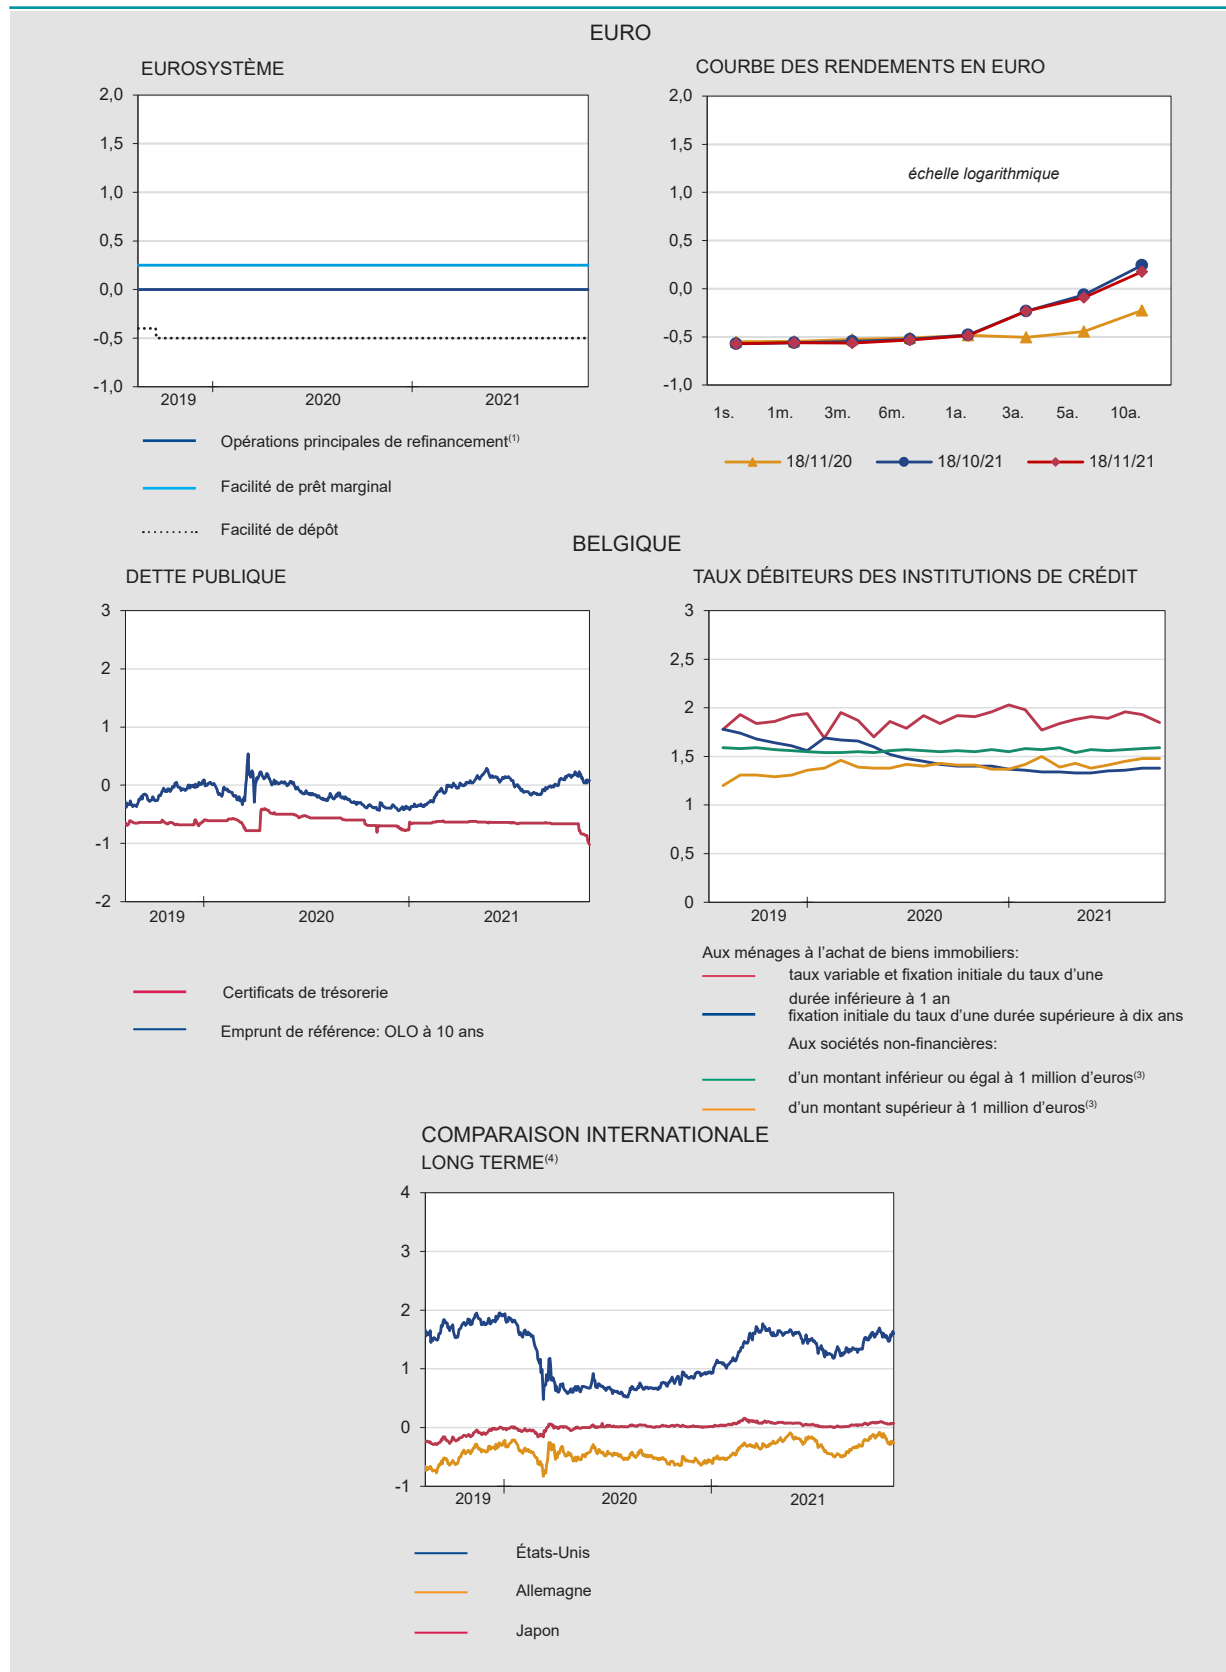 EURO
EUROSYSTÈME
2,0
1,5
1,0
0,5
0,0
-0,5
-1,0
2019 2020 2021
Opérations principales de refinancement(1)
Facilité de prêt marginal
Facilité de dépôt
COURBE DES RENDEMENTS EN EURO
2,0
1,5
1,0
0,5
0,0
-0,5
-1,0
échelle logarithmique
1s. 1m. 3m. 6m. 1a. 3a. 5a. 10a.
18/11/20 18/10/21 18/11/21
BELGIQUE
DETTE PUBLIQUE
3
2
1
0
-1
-2
2019 2020 2021
Certificats de trésorerie
Emprunt de référence: OLO à 10 ans
TAUX DÉBITEURS DES INSTITUTIONS DE CRÉDIT
3
2,5
2
1,5
1
0,5
0
2019 2020 2021
Aux ménages à l’achat de biens immobiliers:
taux variable et fixation initiale du taux d’une
durée inférieure à 1 an
fixation initiale du taux d’une durée supérieure à dix ans
Aux sociétés non-financières:
d’un montant inférieur ou égal à 1 million d’euros(3)
d’un montant supérieur à 1 million d’euros(3)
COMPARAISON INTERNATIONALE
LONG TERME(4)
4
3
2
1
0
-1
2019 2020 2021
États-Unis
Allemagne
Japon